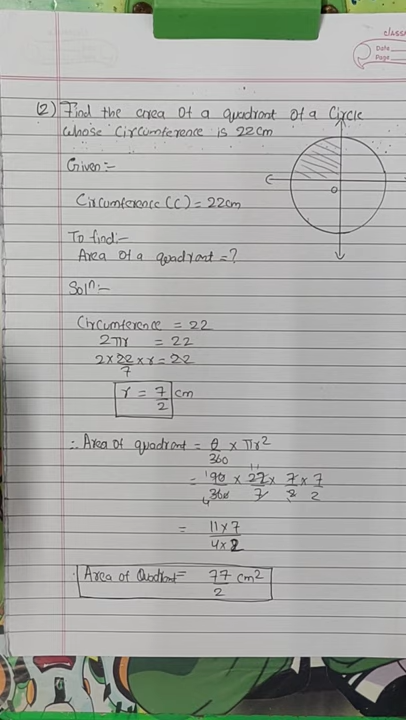 CLASS
Date
Page
(2) Find the area of a quadrant of a Circle
whose Circumference is 22cm
Given:-
Circumference (C) = 22cm
O
To find:-
Area of a quadrant = ?
Solⁿ:-
Circumference = 22
2πr = 22
2 × 22/7 × r = 22
r = 7/2 cm
∴ Area of quadrant = θ/360 × πr²
= 90/360 × 22/7 × 7/2 × 7/2
= 11×7/4×2
Area of Quadrant = 77/2 cm²